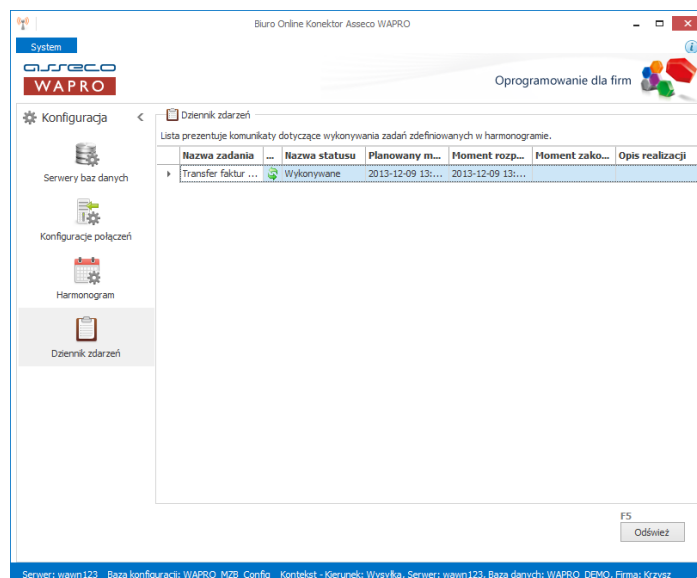 Biuro Online Konektor Asseco WAPRO
System
asseco
WAPRO
Oprogramowanie dla firm
Konfiguracja
Serwery baz danych
Konfiguracje połączeń
Harmonogram
Dziennik zdarzeń
Dziennik zdarzeń
Lista prezentuje komunikaty dotyczące wykonywania zadań zdefiniowanych w harmonogramie.
Nazwa zadania ... Nazwa statusu Planowany m... Moment rozp... Moment zako... Opis realizacji
Transfer faktur ... Wykonywane 2013-12-09 13:... 2013-12-09 13:...
F5
Odśwież
Serwer: wawn123 Baza konfiguracji: WAPRO_MZB_Config Kontekst - Kierunek: Wysyłka, Serwer: wawn123, Baza danych: WAPRO_DEMO, Firma: Krzysz